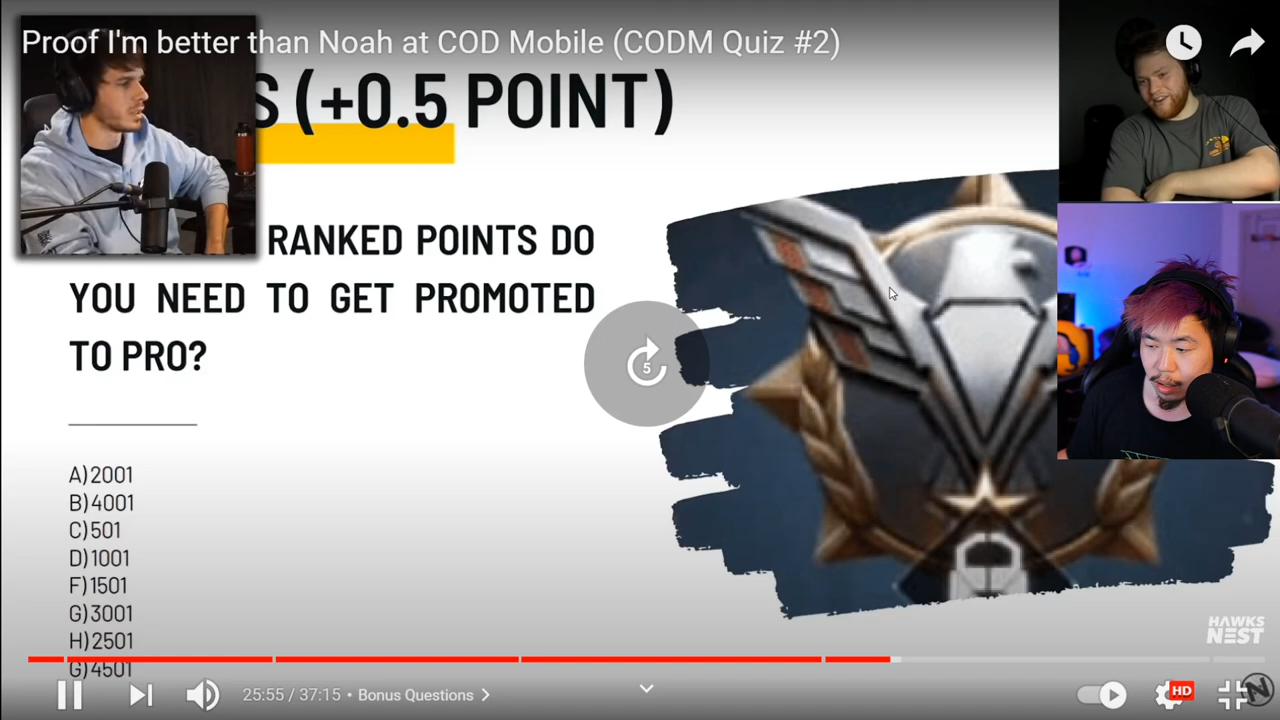 Proof I'm better than Noah at COD Mobile (CODM Quiz #2)
S (+0.5 POINT)
RANKED POINTS DO
YOU NEED TO GET PROMOTED
TO PRO?
5
A) 2001
B) 4001
C) 501
D) 1001
F) 1501
G) 3001
H) 2501
G) 4501
HAWKS
NEST
25:55 / 37:15 • Bonus Questions
HD
N